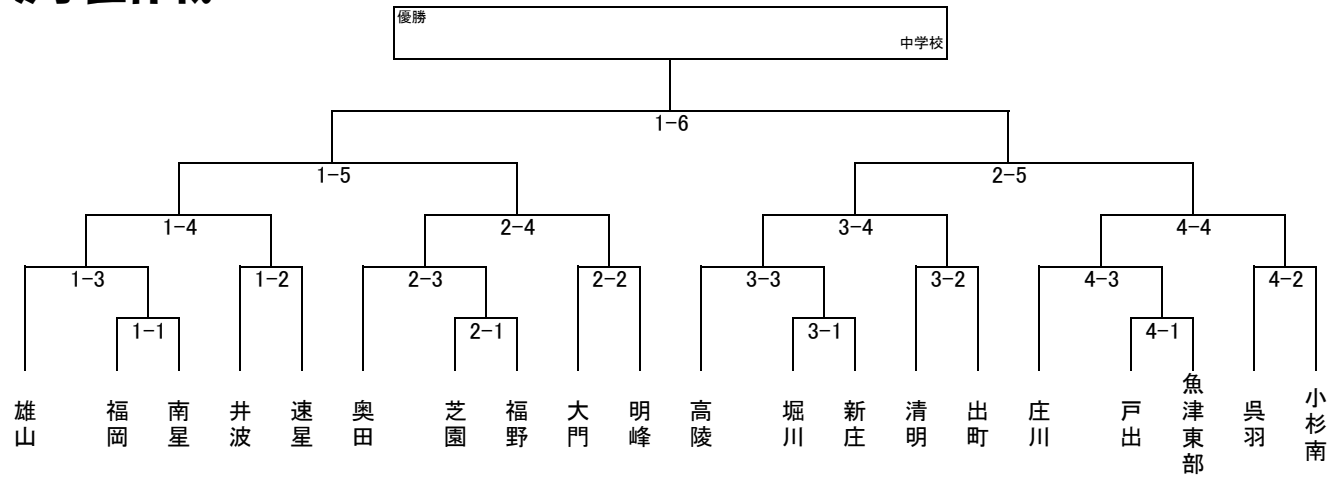 優勝
中学校
1-6
1-5
2-5
1-4
2-4
3-4
4-4
1-3
1-2
2-3
2-2
3-3
3-2
4-3
4-2
1-1
2-1
3-1
4-1
雄山
福岡
南星
井波
速星
奥田
芝園
福野
大門
明峰
高陵
堀川
新庄
清明
出町
庄川
戸出
魚津東部
呉羽
小杉南